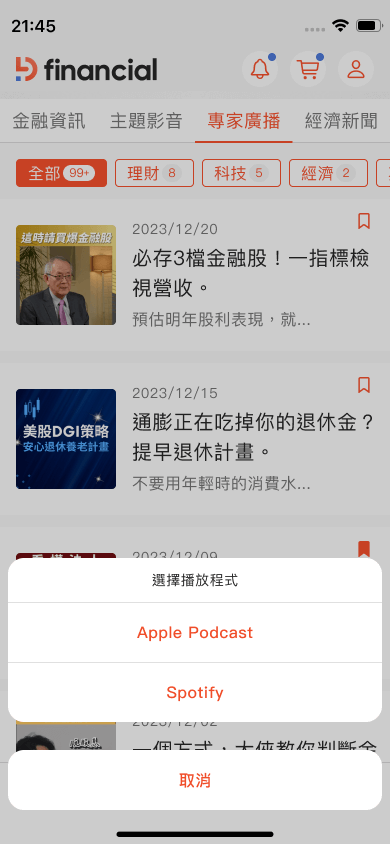 21:45
financial
金融資訊 主題影音 專家廣播 經濟新聞
全部 99+ 理財 8 科技 5 經濟 2
這時請買爆金融股
2023/12/20
必存3檔金融股！一指標檢
視營收。
預估明年股利表現，就...
美股DGI策略
安心退休養老計畫
2023/12/15
通膨正在吃掉你的退休金？
提早退休計畫。
不要用年輕時的消費水...
2023/12/09
選擇播放程式
Apple Podcast
Spotify
2023/12/02
一個方式，大俠教你判斷金
取消